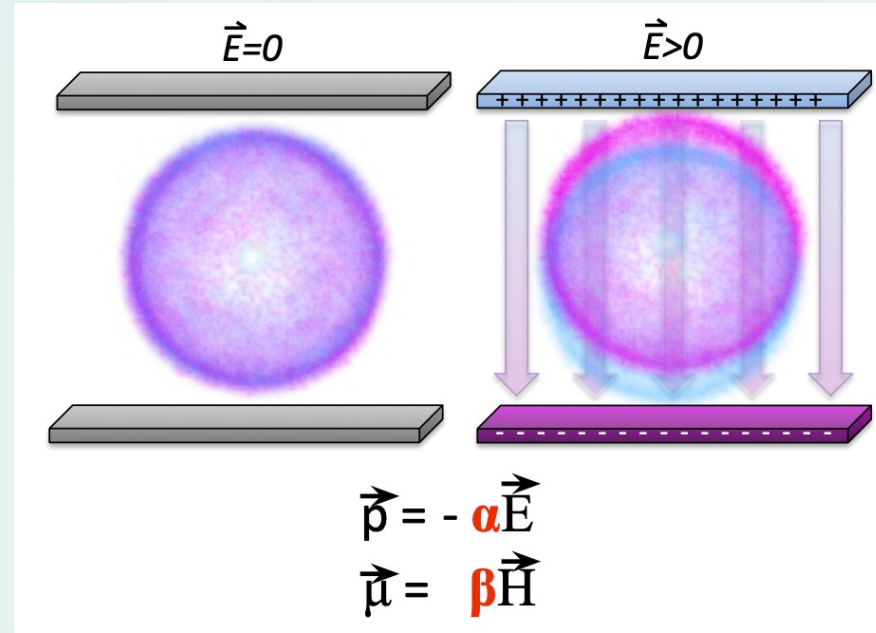 E⃗=0
E⃗>0
+ + + + + + + + + + + + + + + + +
- - - - - - - - - - - - - - - -
p⃗ = - αE⃗
μ⃗ = βH⃗